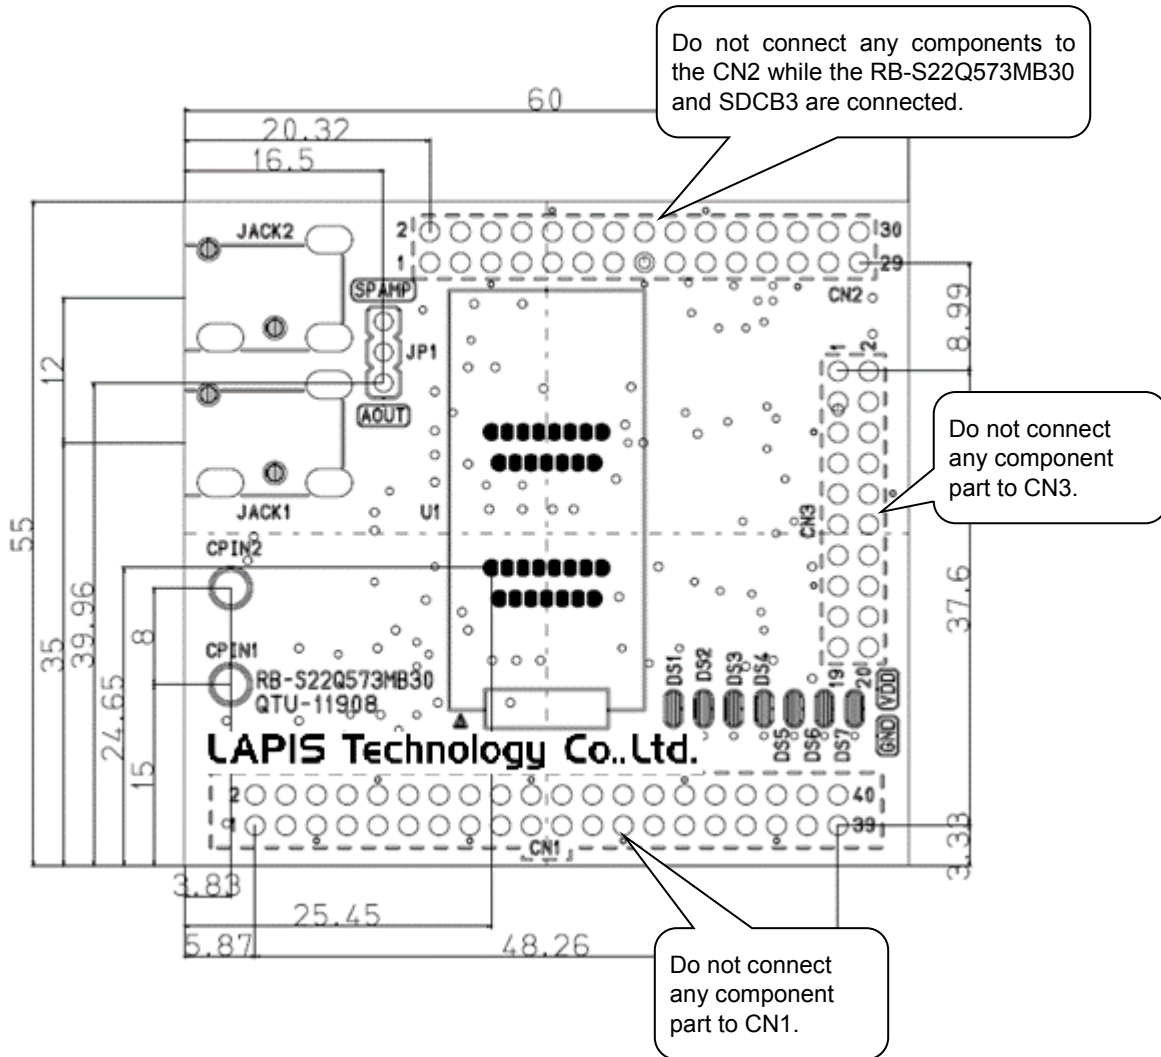 Do not connect any components to
the CN2 while the RB-S22Q573MB30
and SDCB3 are connected.
60
20.32
16.5
JACK2
2
30
1
29
SPAMP
CN2
8.99
JP1
1
2
12
AOUT
Do not connect
any component
part to CN3.
JACK1
U1
CN3
55
CPIN2
39.96
37.6
35
8
CPIN1
DS1
DS2
DS3
DS4
19
20
VDD
RB-S22Q573MB30
QTU-11908
24.65
DS5
DS6
DS7
GND
LAPIS Technology Co.,Ltd.
15
2
40
1
39
CN1
3.33
3.83
25.45
5.87
48.26
Do not connect
any component
part to CN1.